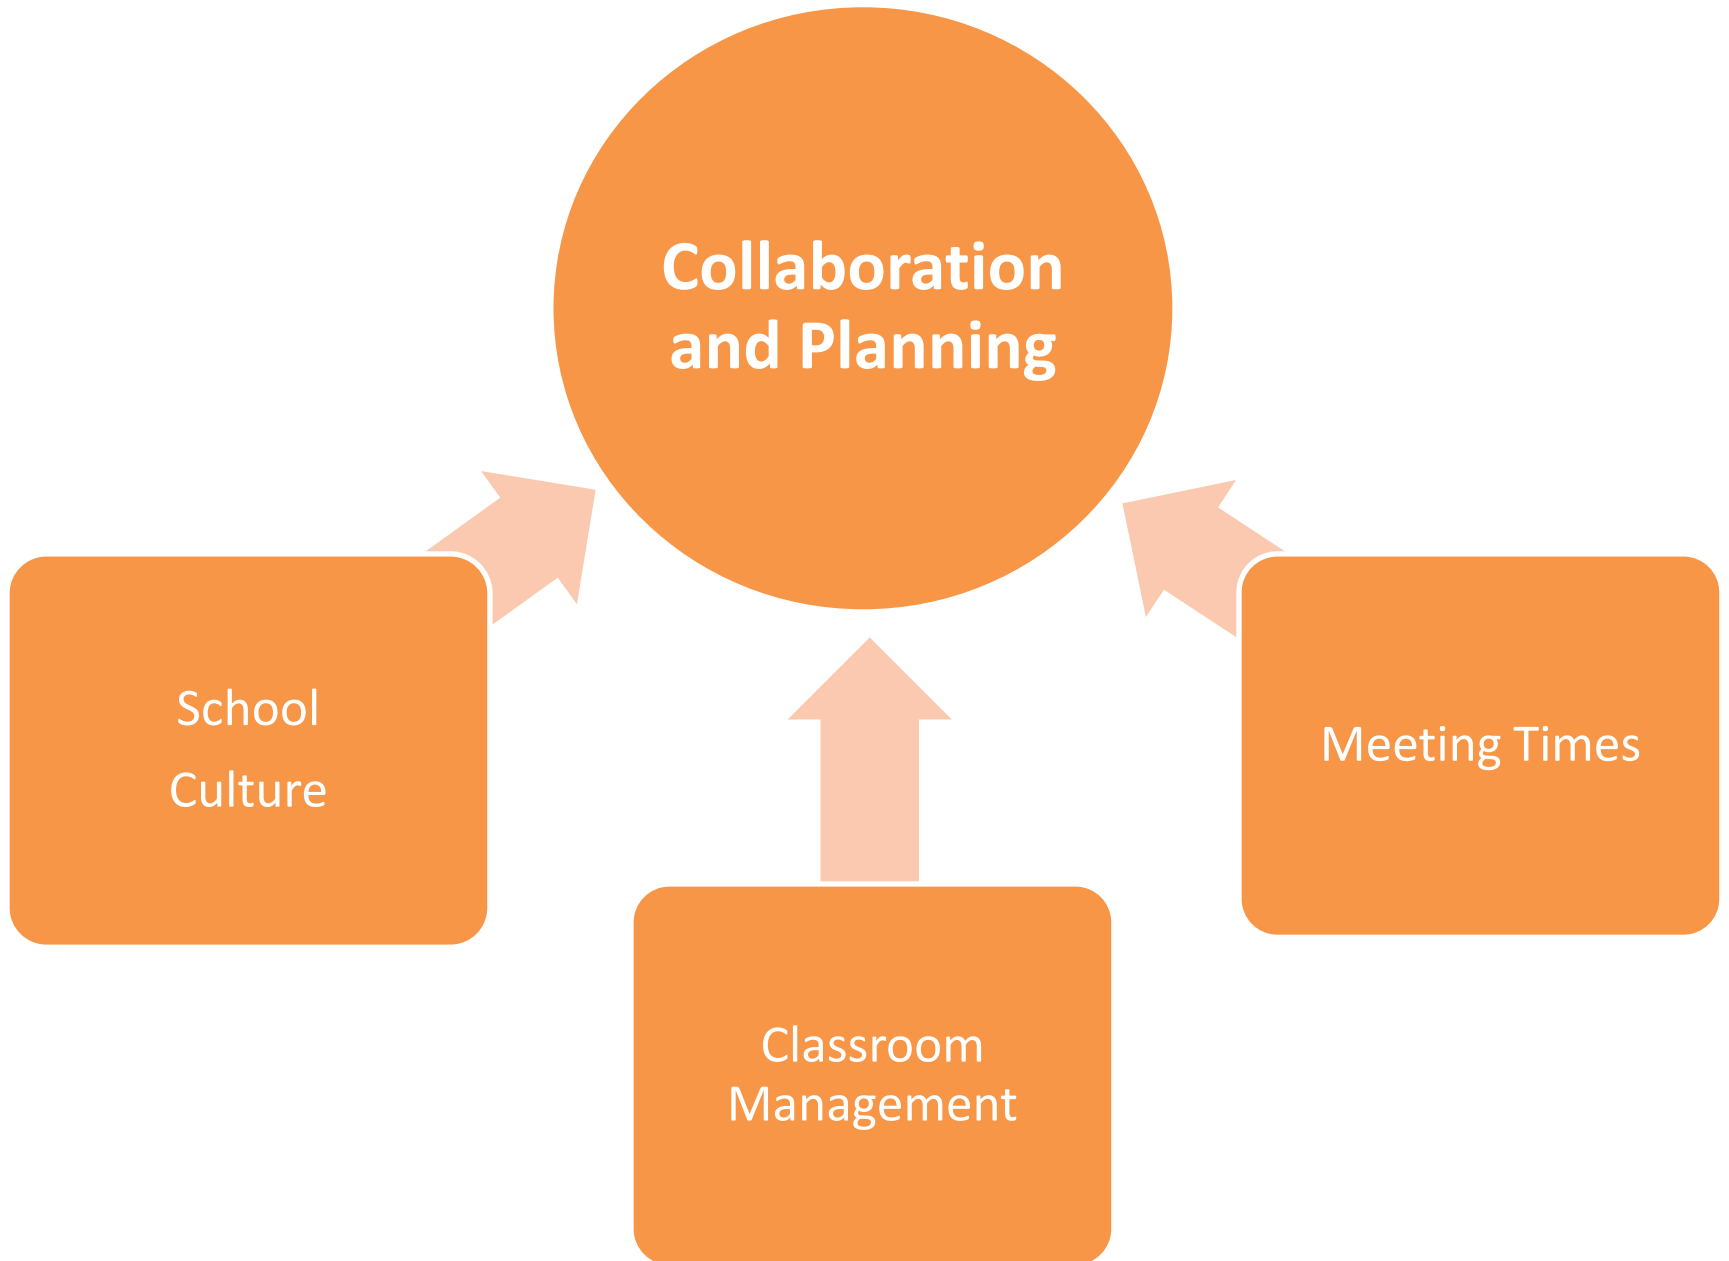 Collaboration
and Planning
School
Culture
Meeting Times
Classroom
Management